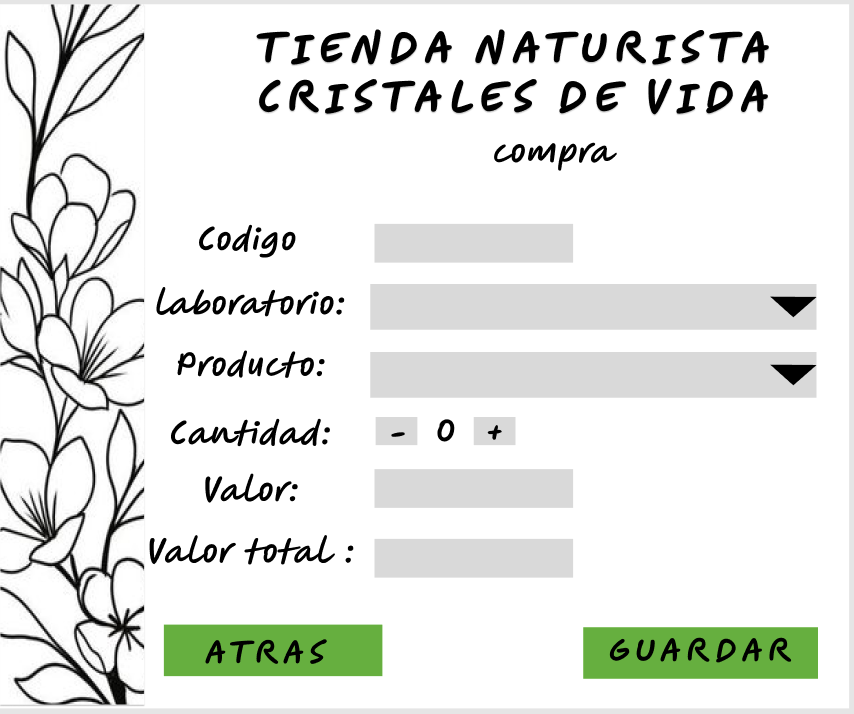 TIENDA NATURISTA
CRISTALES DE VIDA
compra
Codigo
laboratorio:
Producto:
Cantidad: - 0 +
Valor:
Valor total :
ATRAS GUARDAR